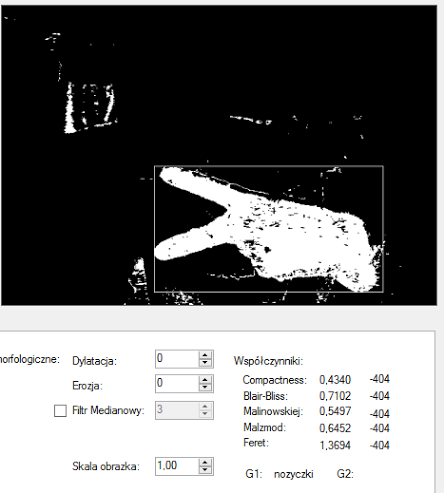 orfologiczne: Dylatacja: 0 Współczynniki:
Compactness: 0,4340 -404
Erozja: 0
Blair-Bliss: 0,7102 -404
Filtr Medianowy: 3 Malinowskiej: 0,5497 -404
Malzmod: 0,6452 -404
Feret: 1,3694 -404
Skala obrazka: 1,00
G1: nozyczki G2: